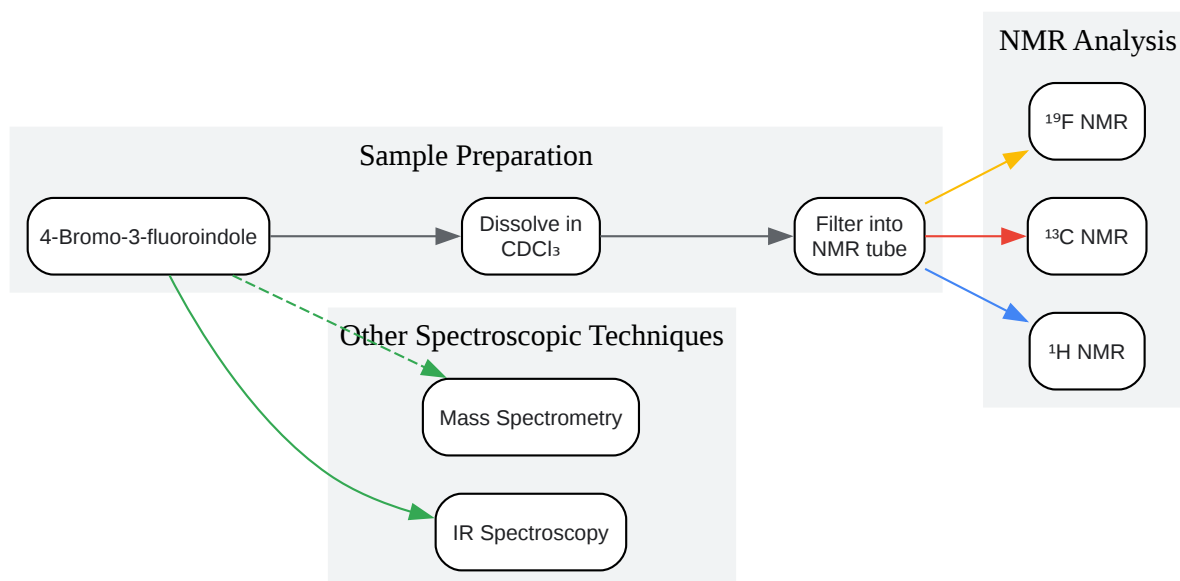 NMR Analysis
¹⁹F NMR
Sample Preparation
4-Bromo-3-fluoroindole
Dissolve in
CDCl₃
Filter into
NMR tube
¹³C NMR
Other Spectroscopic Techniques
¹H NMR
Mass Spectrometry
IR Spectroscopy